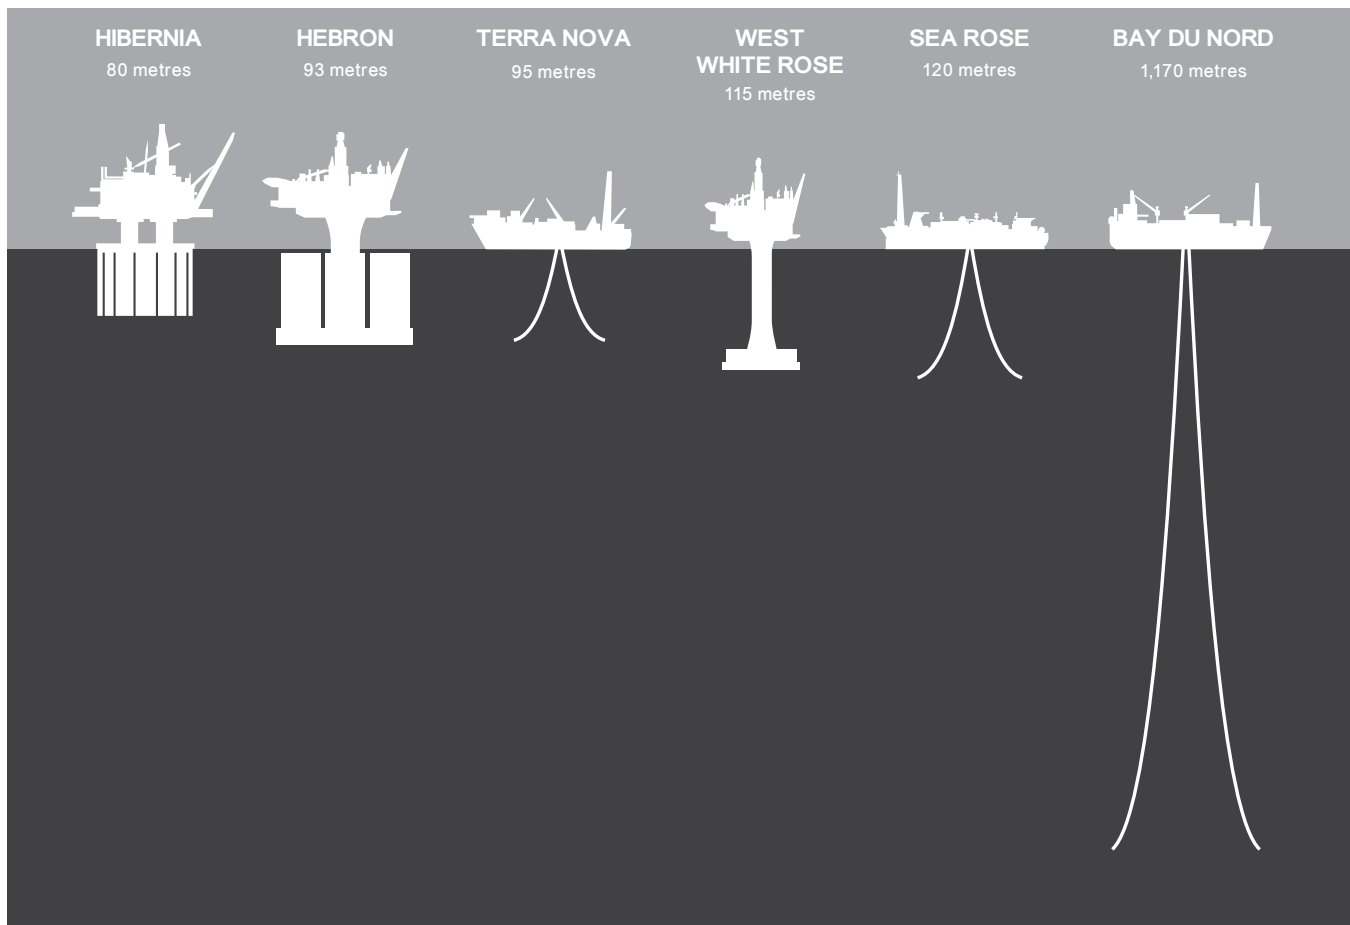 HIBERNIA
80 metres
HEBRON
93 metres
TERRA NOVA
95 metres
WEST
WHITE ROSE
115 metres
SEA ROSE
120 metres
BAY DU NORD
1,170 metres